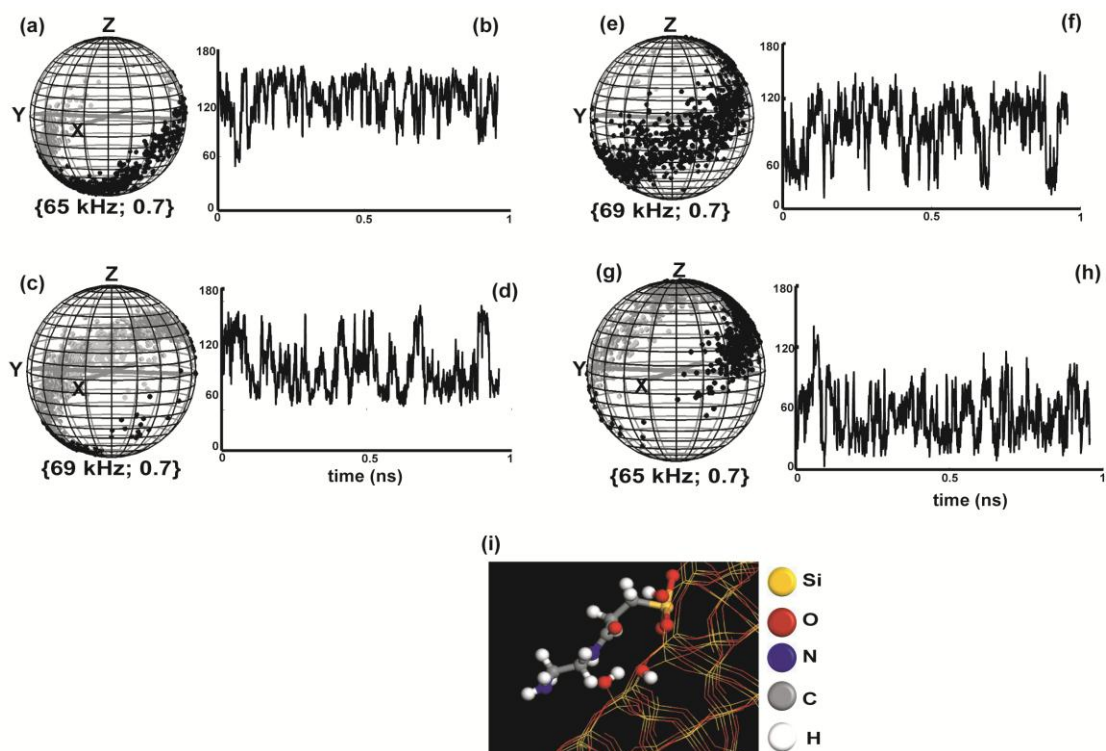 (a)
Z
Y
X
{65 kHz; 0.7}
(b)
180
120
60
0
0
0.5
1
(e)
Z
Y
X
{69 kHz; 0.7}
(f)
180
120
60
0
0
0.5
1
(c)
Z
Y
X
{69 kHz; 0.7}
(d)
180
120
60
0
0
0.5
1
time (ns)
(g)
Z
Y
X
{65 kHz; 0.7}
(h)
180
120
60
0
0
0.5
1
time (ns)
(i)
Si
O
N
C
H